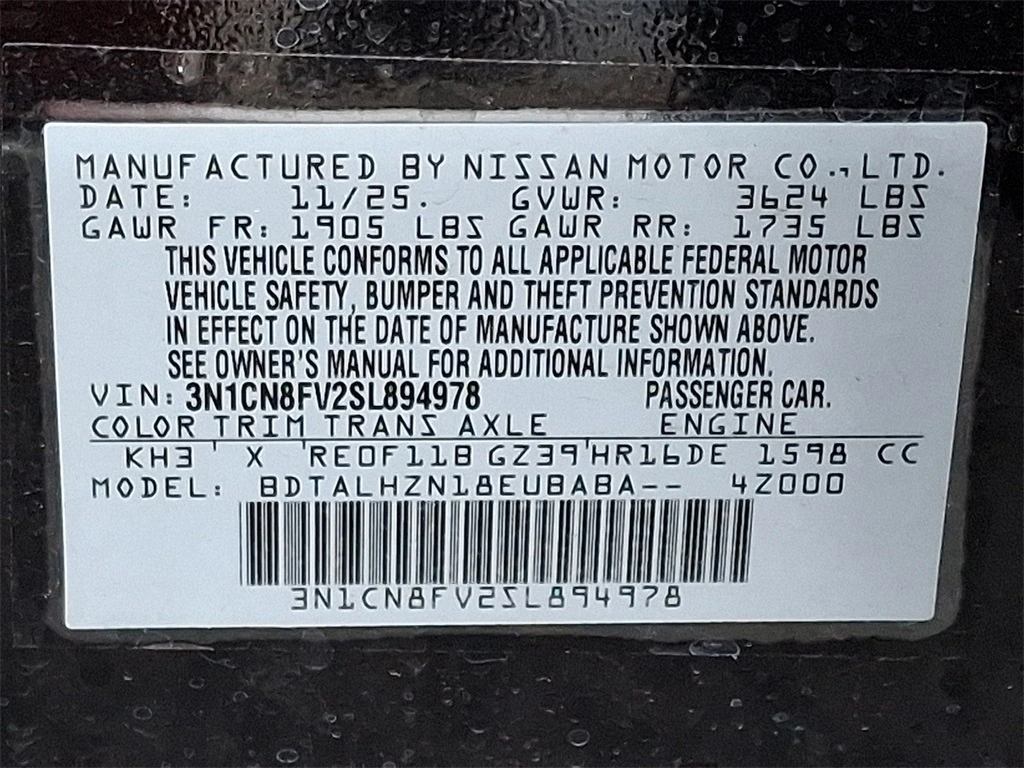 MANUFACTURED BY NISSAN MOTOR CO., LTD.
DATE: 11/25. GVWR: 3624 LBS
GAWR FR: 1905 LBS GAWR RR: 1735 LBS
THIS VEHICLE CONFORMS TO ALL APPLICABLE FEDERAL MOTOR
VEHICLE SAFETY, BUMPER AND THEFT PREVENTION STANDARDS
IN EFFECT ON THE DATE OF MANUFACTURE SHOWN ABOVE.
SEE OWNER'S MANUAL FOR ADDITIONAL INFORMATION.
VIN: 3N1CN8FV2SL894978 PASSENGER CAR.
COLOR TRIM TRANS AXLE ENGINE
KH3 X RE0F11B GZ39 HR16DE 1598 CC
MODEL: BDTALHZN18EUBABA-- 4Z000
3N1CN8FV2SL894978